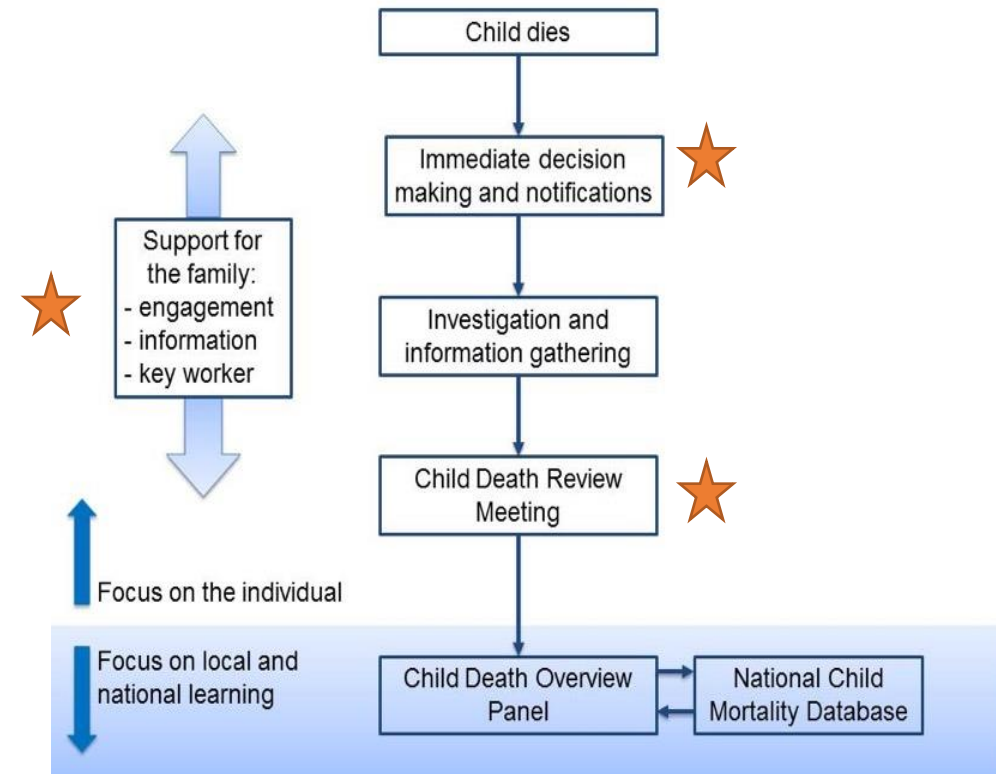 Child dies
Immediate decision
making and notifications
Support for
the family:
- engagement
- information
- key worker
Investigation and
information gathering
Child Death Review
Meeting
Focus on the individual
Focus on local and
national learning
Child Death Overview
Panel
National Child
Mortality Database